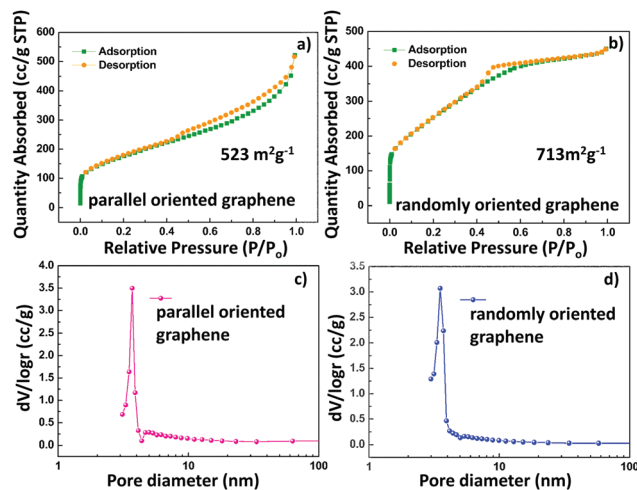 a)
Quantity Absorbed (cc/g STP)
600
500
400
300
200
100
0
Adsorption
Desorption
523 m²g⁻¹
parallel oriented graphene
0.0 0.2 0.4 0.6 0.8 1.0
Relative Pressure (P/Pₒ)
b)
Quantity Absorbed (cc/g STP)
500
400
300
200
100
0
Adsorption
Desorption
713m²g⁻¹
randomly oriented graphene
0.0 0.2 0.4 0.6 0.8 1.0
Relative Pressure (P/Pₒ)
c)
dV/logr (cc/g)
4.0
3.5
3.0
2.5
2.0
1.5
1.0
0.5
0.0
parallel oriented
graphene
1 10 100
Pore diameter (nm)
d)
dV/logr (cc/g)
3.5
3.0
2.5
2.0
1.5
1.0
0.5
0.0
randomly oriented
graphene
1 10 100
Pore diameter (nm)